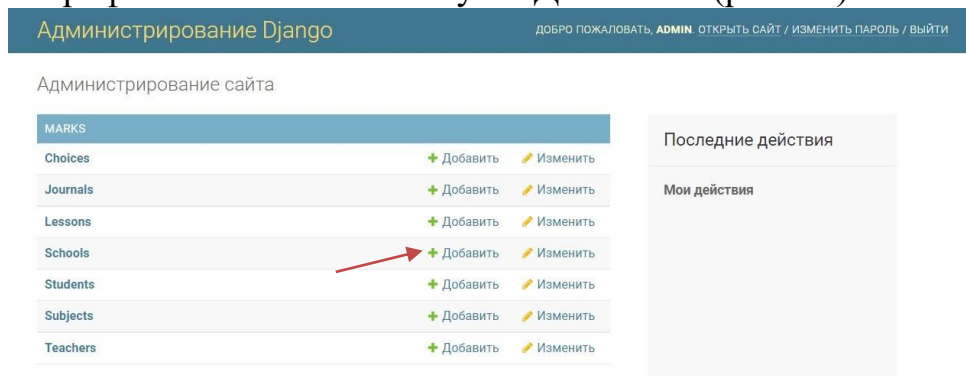 Администрирование Django
ДОБРО ПОЖАЛОВАТЬ, ADMIN. ОТКРЫТЬ САЙТ / ИЗМЕНИТЬ ПАРОЛЬ / ВЫЙТИ
Администрирование сайта
MARKS
Choices + Добавить Изменить
Journals + Добавить Изменить
Lessons + Добавить Изменить
Schools + Добавить Изменить
Students + Добавить Изменить
Subjects + Добавить Изменить
Teachers + Добавить Изменить
Последние действия
Мои действия